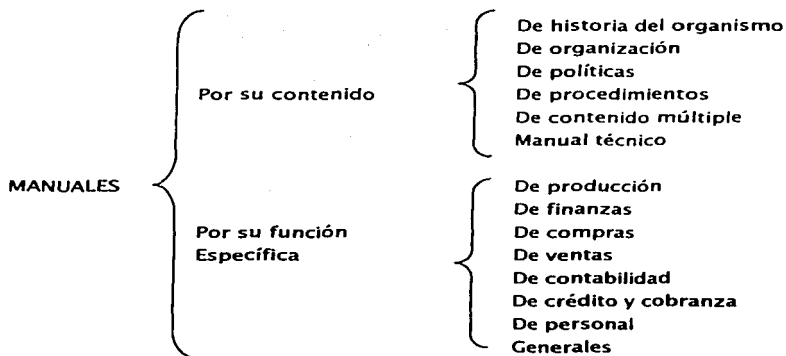 MANUALES
Por su contenido
De historia del organismo
De organización
De políticas
De procedimientos
De contenido múltiple
Manual técnico
Por su función
Específica
De producción
De finanzas
De compras
De ventas
De contabilidad
De crédito y cobranza
De personal
Generales